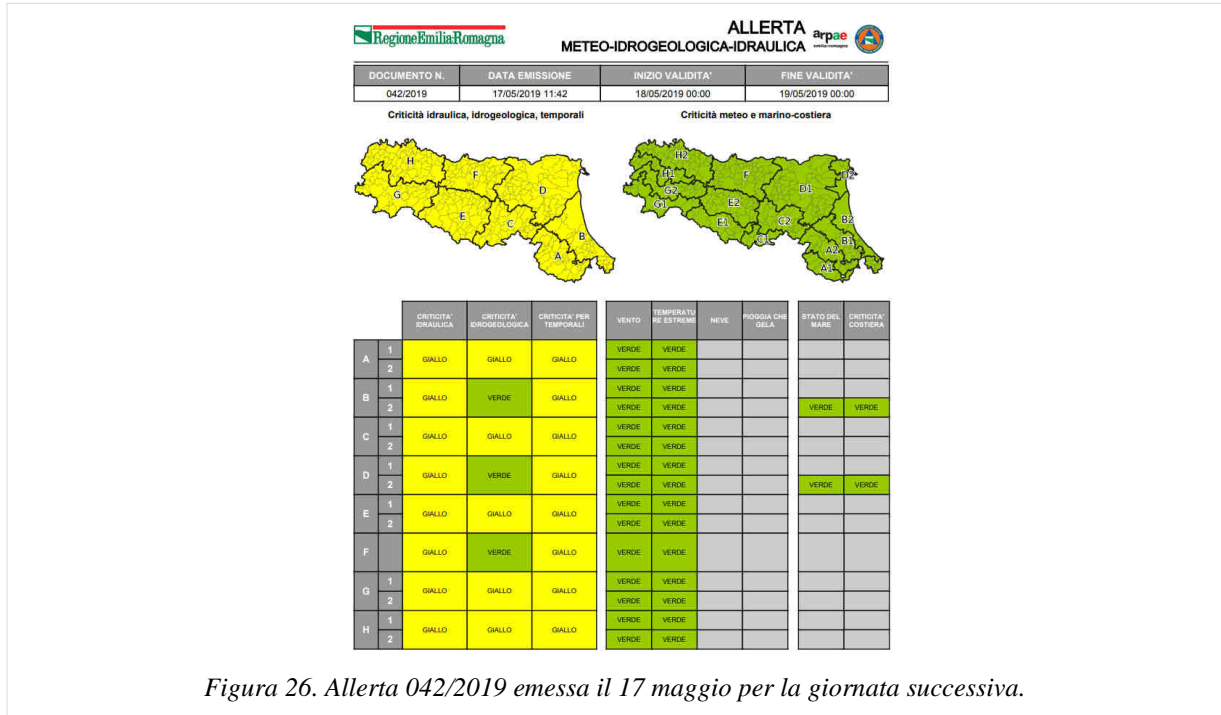 RegioneEmilia-Romagna
ALLERTA
METEO-IDROGEOLOGICA-IDRAULICA
arpae
emilia-romagna
DOCUMENTO N. DATA EMISSIONE INIZIO VALIDITA' FINE VALIDITA'
042/2019 17/05/2019 11:42 18/05/2019 00:00 19/05/2019 00:00
Criticità idraulica, idrogeologica, temporali Criticità meteo e marino-costiera
H F D G E C B A
H2 H1 F D1 D2 G2 G1 E2 E1 C2 C1 B2 B1 A2 A1
CRITICITA' IDRAULICA CRITICITA' IDROGEOLOGICA CRITICITA' PER TEMPORALI VENTO TEMPERATU RE ESTREME NEVE PIOGGIA CHE GELA STATO DEL MARE CRITICITA' COSTIERA
A GIALLO GIALLO GIALLO
1 VERDE VERDE
2 VERDE VERDE
B GIALLO VERDE GIALLO
1 VERDE VERDE
2 VERDE VERDE VERDE VERDE
C GIALLO GIALLO GIALLO
1 VERDE VERDE
2 VERDE VERDE
D GIALLO VERDE GIALLO
1 VERDE VERDE
2 VERDE VERDE VERDE VERDE
E GIALLO GIALLO GIALLO
1 VERDE VERDE
2 VERDE VERDE
F GIALLO VERDE GIALLO VERDE VERDE
G GIALLO GIALLO GIALLO
1 VERDE VERDE
2 VERDE VERDE
H GIALLO GIALLO GIALLO
1 VERDE VERDE
2 VERDE VERDE
Figura 26. Allerta 042/2019 emessa il 17 maggio per la giornata successiva.